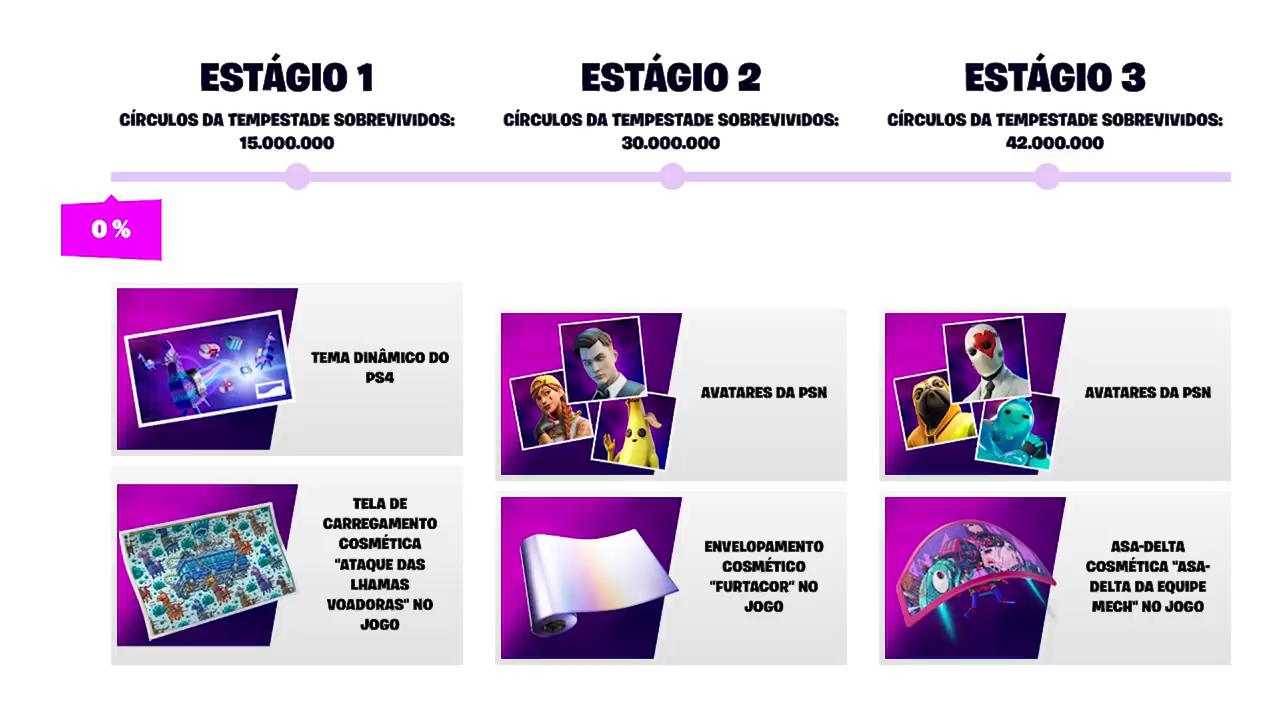 ESTÁGIO 1
CÍRCULOS DA TEMPESTADE SOBREVIVIDOS:
15.000.000
ESTÁGIO 2
CÍRCULOS DA TEMPESTADE SOBREVIVIDOS:
30.000.000
ESTÁGIO 3
CÍRCULOS DA TEMPESTADE SOBREVIVIDOS:
42.000.000
0 %
TEMA DINÂMICO DO
PS4
TELA DE
CARREGAMENTO
COSMÉTICA
"ATAQUE DAS
LHAMAS
VOADORAS" NO
JOGO
AVATARES DA PSN
ENVELOPAMENTO
COSMÉTICO
"FURTACOR" NO
JOGO
AVATARES DA PSN
ASA-DELTA
COSMÉTICA "ASA-
DELTA DA EQUIPE
MECH" NO JOGO